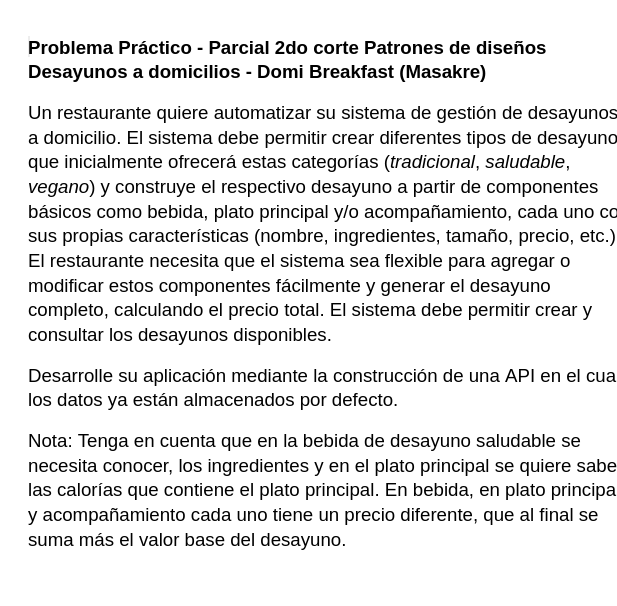 Problema Práctico - Parcial 2do corte Patrones de diseños
Desayunos a domicilios - Domi Breakfast (Masakre)
Un restaurante quiere automatizar su sistema de gestión de desayunos
a domicilio. El sistema debe permitir crear diferentes tipos de desayuno
que inicialmente ofrecerá estas categorías (tradicional, saludable,
vegano) y construye el respectivo desayuno a partir de componentes
básicos como bebida, plato principal y/o acompañamiento, cada uno co
sus propias características (nombre, ingredientes, tamaño, precio, etc.)
El restaurante necesita que el sistema sea flexible para agregar o
modificar estos componentes fácilmente y generar el desayuno
completo, calculando el precio total. El sistema debe permitir crear y
consultar los desayunos disponibles.
Desarrolle su aplicación mediante la construcción de una API en el cua
los datos ya están almacenados por defecto.
Nota: Tenga en cuenta que en la bebida de desayuno saludable se
necesita conocer, los ingredientes y en el plato principal se quiere sabe
las calorías que contiene el plato principal. En bebida, en plato principa
y acompañamiento cada uno tiene un precio diferente, que al final se
suma más el valor base del desayuno.